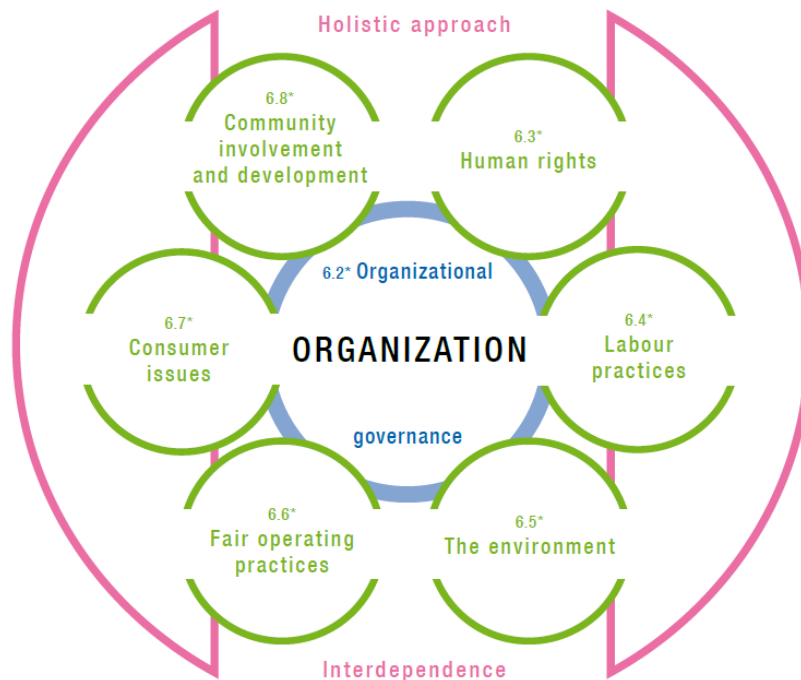 Holistic approach
6.8*
Community
involvement
and development
6.3*
Human rights
6.2* Organizational
6.7*
Consumer
issues
ORGANIZATION
6.4*
Labour
practices
governance
6.6*
Fair operating
practices
6.5*
The environment
Interdependence